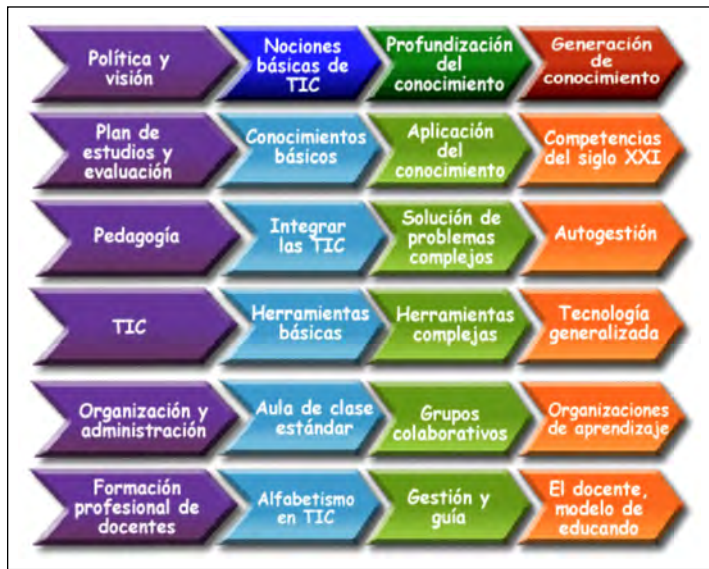 Política y
visión
Nociones
básicas de
TIC
Profundización
del
conocimiento
Generación
de
conocimiento
Plan de
estudios y
evaluación
Conocimientos
básicos
Aplicación
del
conocimiento
Competencias
del siglo XXI
Pedagogía
Integrar
las TIC
Solución de
problemas
complejos
Autogestión
TIC
Herramientas
básicas
Herramientas
complejas
Tecnología
generalizada
Organización y
administración
Aula de clase
estándar
Grupos
colaborativos
Organizaciones
de aprendizaje
Formación
profesional de
docentes
Alfabetismo
en TIC
Gestión y
guía
El docente,
modelo de
educando